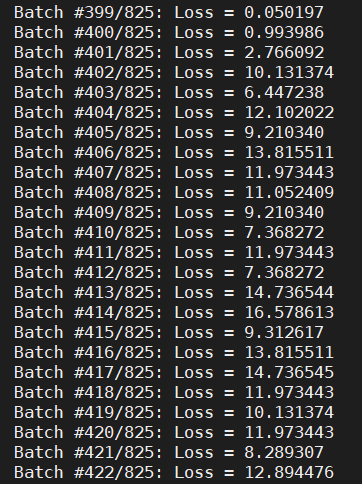 Batch #399/825: Loss = 0.050197
Batch #400/825: Loss = 0.993986
Batch #401/825: Loss = 2.766092
Batch #402/825: Loss = 10.131374
Batch #403/825: Loss = 6.447238
Batch #404/825: Loss = 12.102022
Batch #405/825: Loss = 9.210340
Batch #406/825: Loss = 13.815511
Batch #407/825: Loss = 11.973443
Batch #408/825: Loss = 11.052409
Batch #409/825: Loss = 9.210340
Batch #410/825: Loss = 7.368272
Batch #411/825: Loss = 11.973443
Batch #412/825: Loss = 7.368272
Batch #413/825: Loss = 14.736544
Batch #414/825: Loss = 16.578613
Batch #415/825: Loss = 9.312617
Batch #416/825: Loss = 13.815511
Batch #417/825: Loss = 14.736545
Batch #418/825: Loss = 11.973443
Batch #419/825: Loss = 10.131374
Batch #420/825: Loss = 11.973443
Batch #421/825: Loss = 8.289307
Batch #422/825: Loss = 12.894476